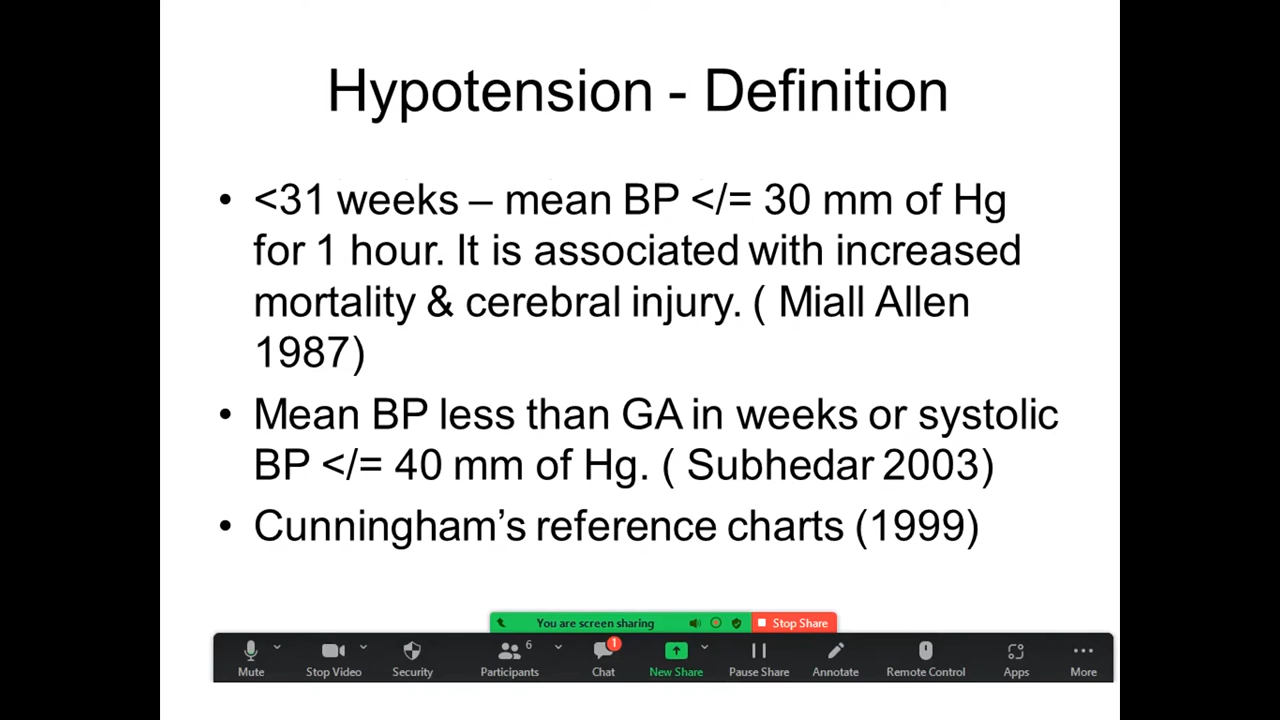 Hypotension - Definition
• <31 weeks – mean BP </= 30 mm of Hg
for 1 hour. It is associated with increased
mortality & cerebral injury. ( Miall Allen
1987)
• Mean BP less than GA in weeks or systolic
BP </= 40 mm of Hg. ( Subhedar 2003)
• Cunningham’s reference charts (1999)
You are screen sharing Stop Share
6 1
Mute Stop Video Security Participants Chat New Share Pause Share Annotate Remote Control Apps More